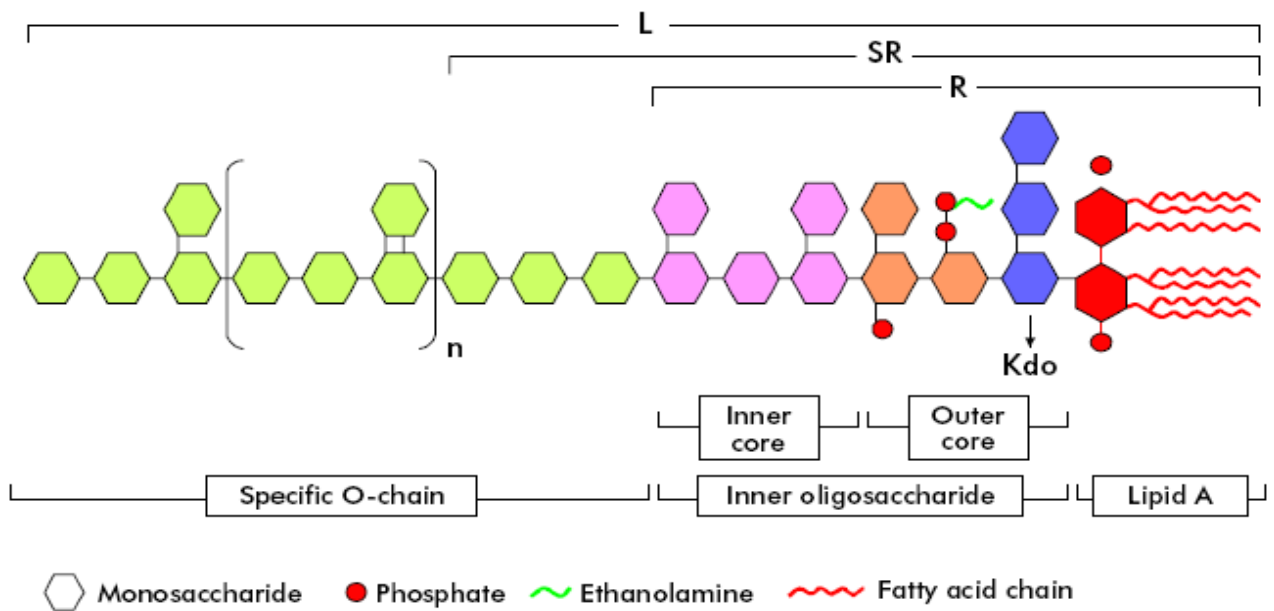 L
SR
R
n
Kdo
Inner
core
Outer
core
Specific O-chain
Inner oligosaccharide
Lipid A
Monosaccharide
Phosphate
Ethanolamine
Fatty acid chain